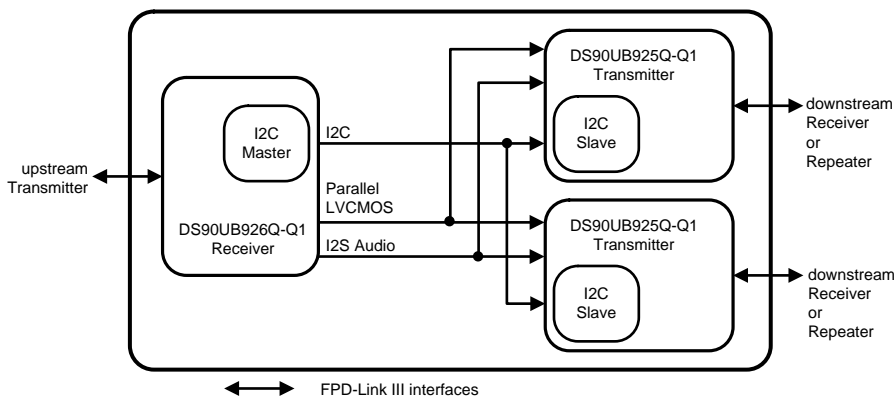 upstream
Transmitter
I2C
Master
DS90UB926Q-Q1
Receiver
I2C
Parallel
LVCMOS
I2S Audio
DS90UB925Q-Q1
Transmitter
I2C
Slave
downstream
Receiver
or
Repeater
DS90UB925Q-Q1
Transmitter
I2C
Slave
downstream
Receiver
or
Repeater
FPD-Link III interfaces